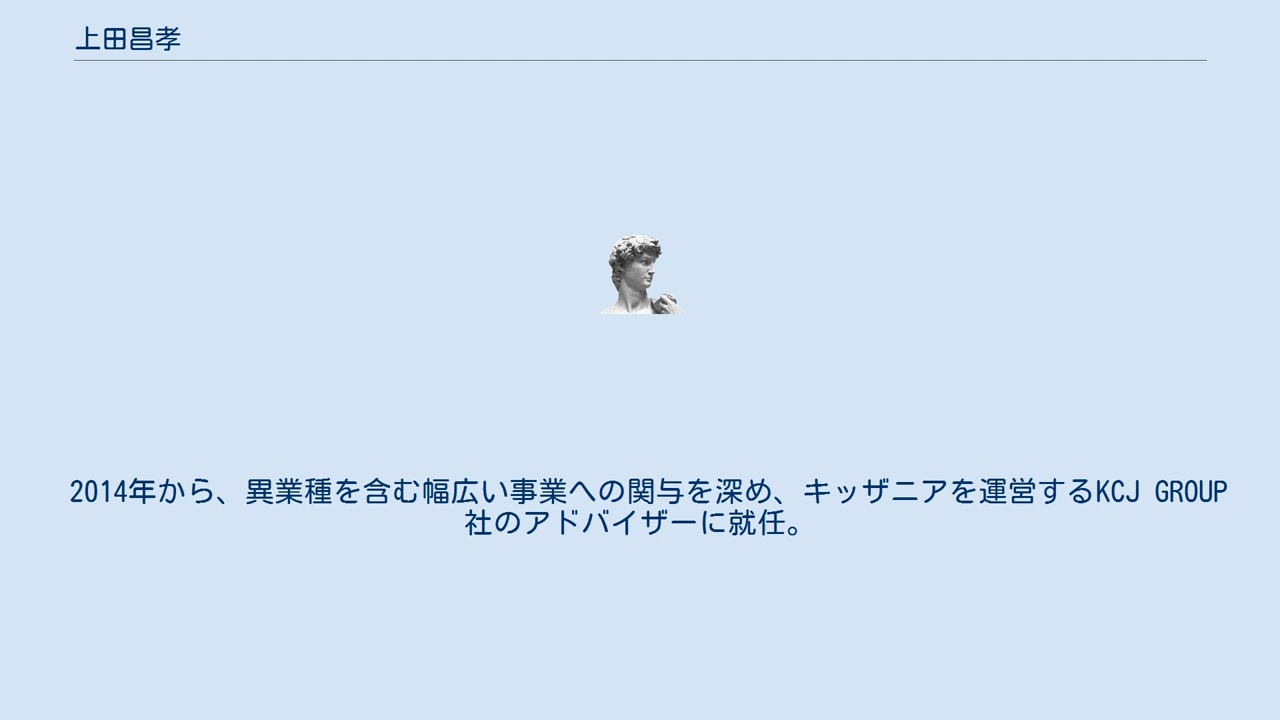 上田昌孝
2014年から、異業種を含む幅広い事業への関与を深め、キッザニアを運営するKCJ GROUP
社のアドバイザーに就任。